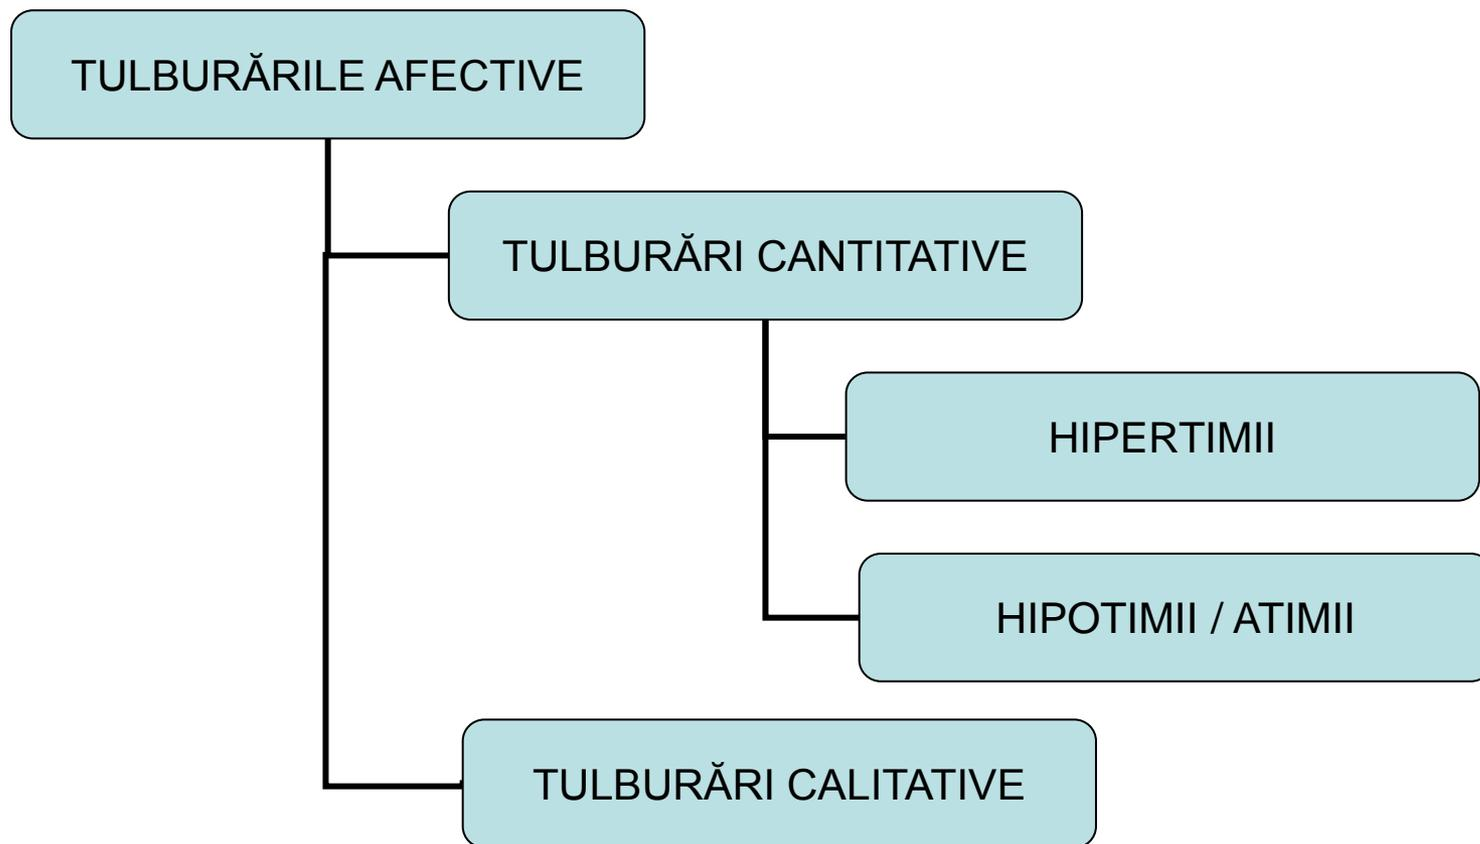 TULBURĂRILE AFECTIVE
TULBURĂRI CANTITATIVE
HIPERTIMII
HIPOTIMII / ATIMII
TULBURĂRI CALITATIVE